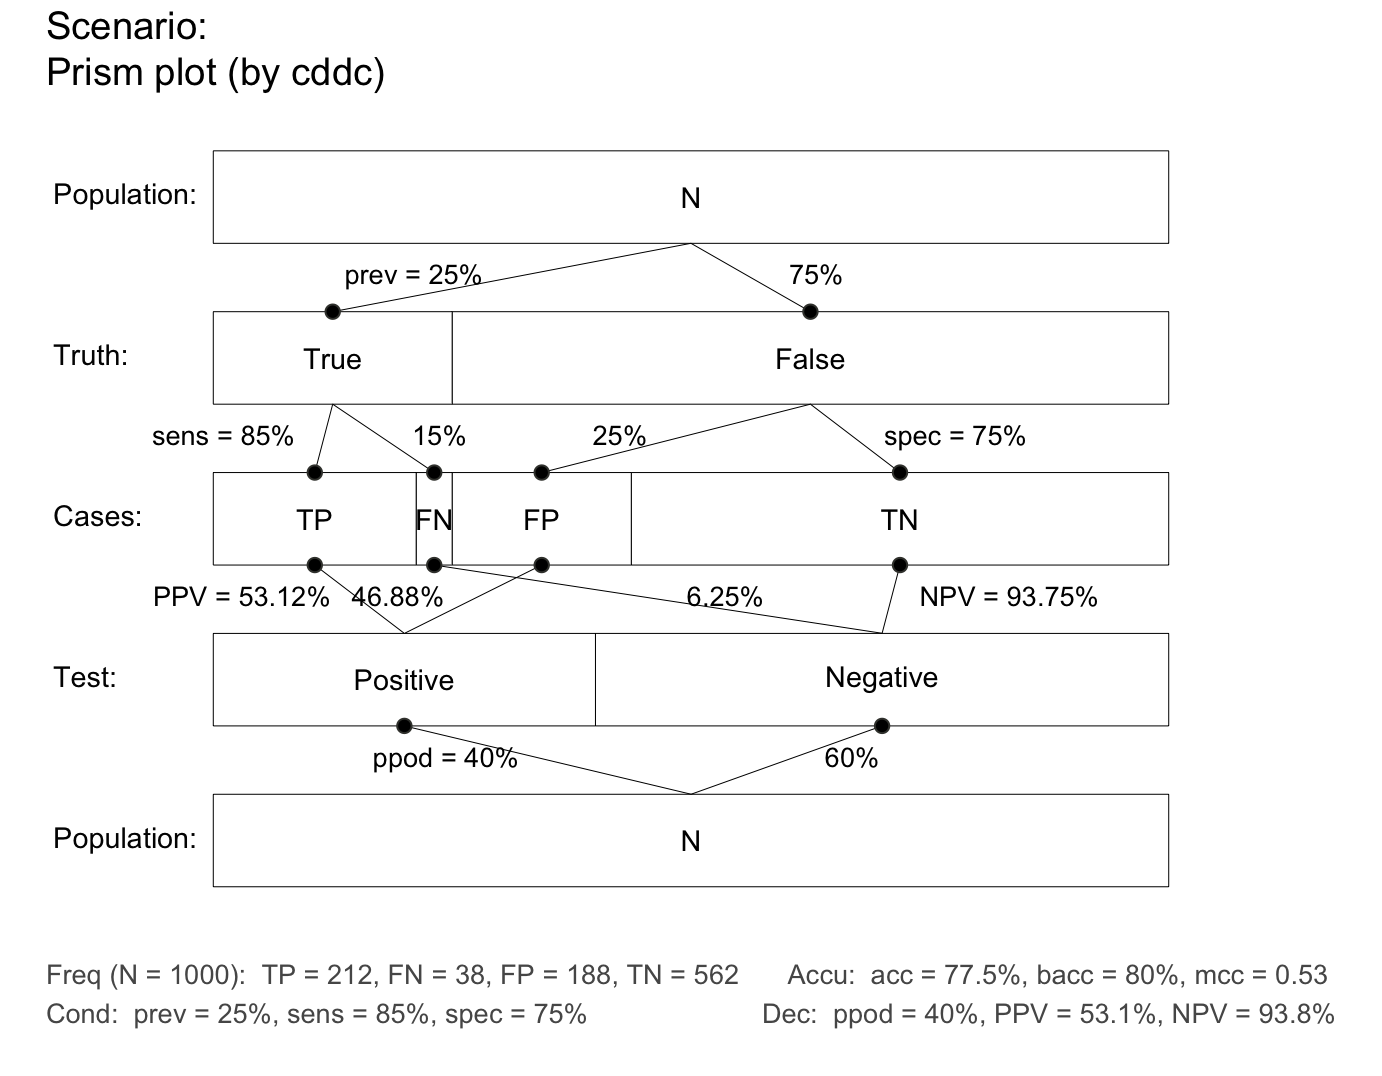 Scenario:
Prism plot (by cddc)
Population:
N
prev = 25%
75%
Truth:
True
False
sens = 85%
15%
25%
spec = 75%
Cases:
TP
FN
FP
TN
PPV = 53.12%
46.88%
6.25%
NPV = 93.75%
Test:
Positive
Negative
ppod = 40%
60%
Population:
N
Freq (N = 1000):  TP = 212, FN = 38, FP = 188, TN = 562
Accu:  acc = 77.5%, bacc = 80%, mcc = 0.53
Cond:  prev = 25%, sens = 85%, spec = 75%
Dec:  ppod = 40%, PPV = 53.1%, NPV = 93.8%